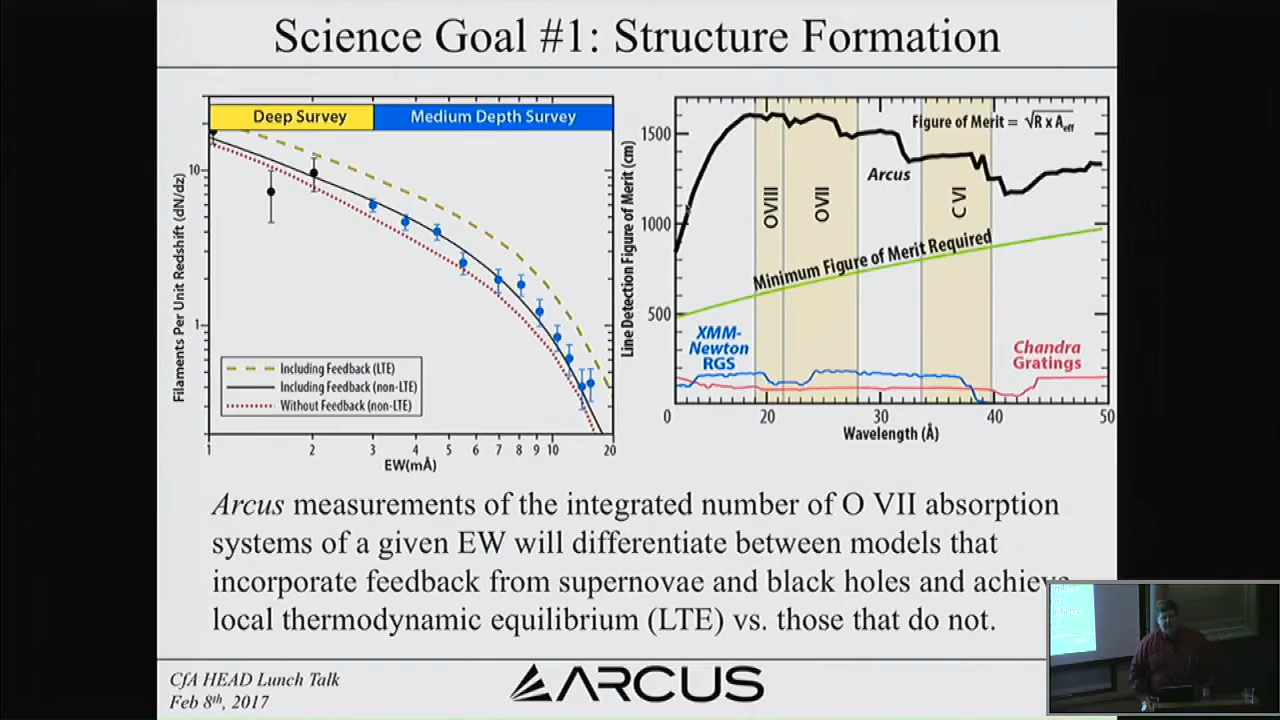 Science Goal #1: Structure Formation
Deep Survey
Medium Depth Survey
Filaments Per Unit Redshift (dN/dz)
10
1
Including Feedback (LTE)
Including Feedback (non-LTE)
Without Feedback (non-LTE)
1 2 3 4 5 6 7 8 9 10 20
EW(mÅ)
Line Detection Figure of Merit (cm)
1500
1000
500
Figure of Merit = √R x Aeff
Arcus
OVIII
OVII
C VI
Minimum Figure of Merit Required
XMM-
Newton
RGS
Chandra
Gratings
20 30 40 50
Wavelength (Å)
Arcus measurements of the integrated number of O VII absorption
systems of a given EW will differentiate between models that
incorporate feedback from supernovae and black holes and achieve
local thermodynamic equilibrium (LTE) vs. those that do not.
CfA HEAD Lunch Talk
Feb 8th, 2017
ARCUS